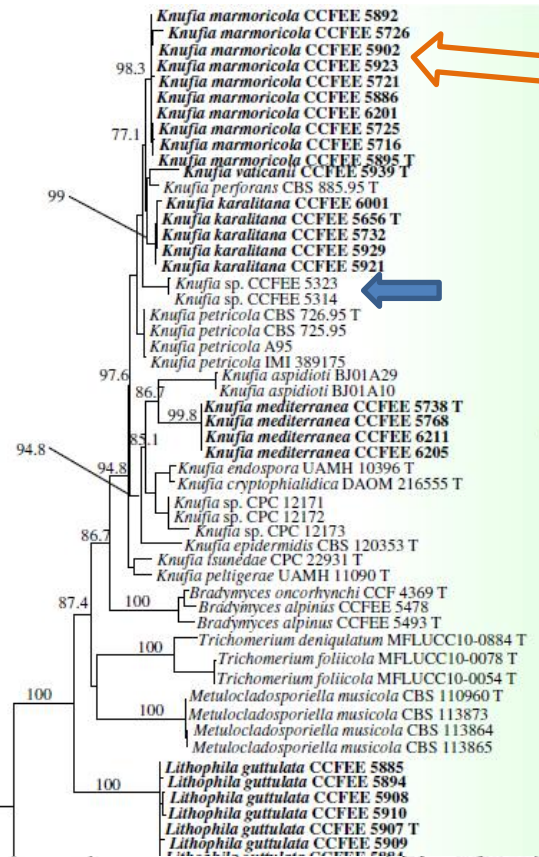 Knufia marmoricola CCFEE 5892
Knufia marmoricola CCFEE 5726
Knufia marmoricola CCFEE 5902
Knufia marmoricola CCFEE 5923
98.3
Knufia marmoricola CCFEE 5721
Knufia marmoricola CCFEE 5886
Knufia marmoricola CCFEE 6201
77.1
Knufia marmoricola CCFEE 5725
Knufia marmoricola CCFEE 5716
Knufia marmoricola CCFEE 5895 T
Knufia vaticanii CCFEE 5939 T
Knufia perforans CBS 885.95 T
99
Knufia karalitana CCFEE 6001
Knufia karalitana CCFEE 5656 T
Knufia karalitana CCFEE 5732
Knufia karalitana CCFEE 5929
Knufia karalitana CCFEE 5921
Knufia sp. CCFEE 5323
Knufia sp. CCFEE 5314
Knufia petricola CBS 726.95 T
Knufia petricola CBS 725.95
Knufia petricola A95
Knufia petricola IMI 389175
97.6
Knufia aspidioti BJ01A29
86.7
Knufia aspidioti BJ01A10
Knufia mediterranea CCFEE 5738 T
99.8
Knufia mediterranea CCFEE 5768
Knufia mediterranea CCFEE 6211
85.1
Knufia mediterranea CCFEE 6205
94.8
94.8
Knufia endospora UAMH 10396 T
Knufia cryptophialidica DAOM 216555 T
Knufia sp. CPC 12171
Knufia sp. CPC 12172
Knufia sp. CPC 12173
86.7
Knufia epidermidis CBS 120353 T
Knufia tsunedae CPC 22931 T
Knufia peltigerae UAMH 11090 T
87.4
100
Bradymyces oncorhynchi CCF 4369 T
Bradymyces alpinus CCFEE 5478
Bradymyces alpinus CCFEE 5493 T
Trichomerium deniqulatum MFLUCC10-0884 T
100
Trichomerium foliicola MFLUCC10-0078 T
Trichomerium foliicola MFLUCC10-0054 T
100
Metulocladosporiella musicola CBS 110960 T
100
Metulocladosporiella musicola CBS 113873
Metulocladosporiella musicola CBS 113864
Metulocladosporiella musicola CBS 113865
Lithophila guttulata CCFEE 5885
100
Lithophila guttulata CCFEE 5894
Lithophila guttulata CCFEE 5908
Lithophila guttulata CCFEE 5910
Lithophila guttulata CCFEE 5907 T
Lithophila guttulata CCFEE 5909